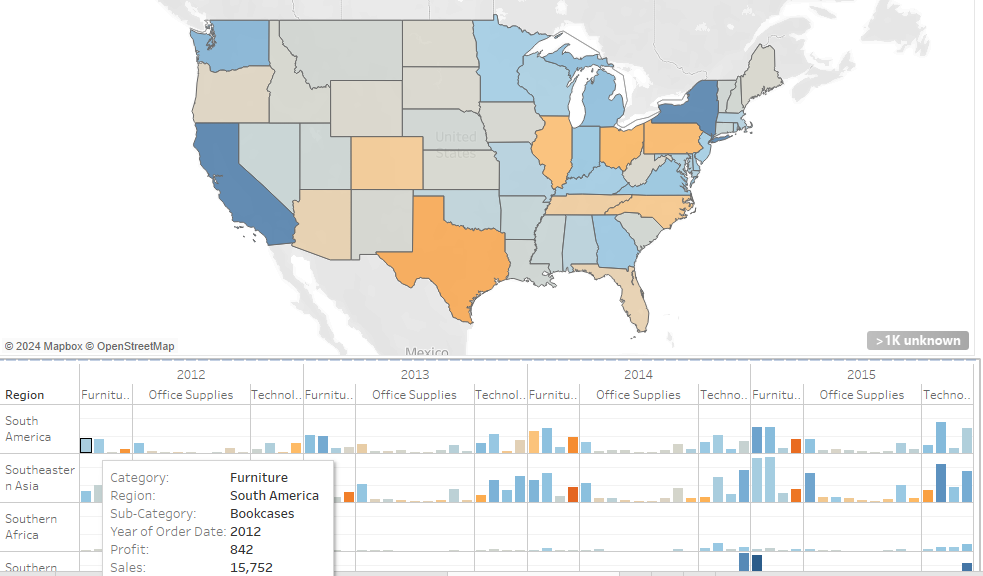 United
States
© 2024 Mapbox © OpenStreetMap
Mexico
>1K unknown
2012 2013 2014 2015
Region Furnitu.. Office Supplies Technol.. Furnitu.. Office Supplies Technol.. Furnitu.. Office Supplies Techno.. Furnitu.. Office Supplies Techno..
South
America
Southeaster
n Asia
Southern
Africa
Southern
Category: Furniture
Region: South America
Sub-Category: Bookcases
Year of Order Date: 2012
Profit: 842
Sales: 15,752